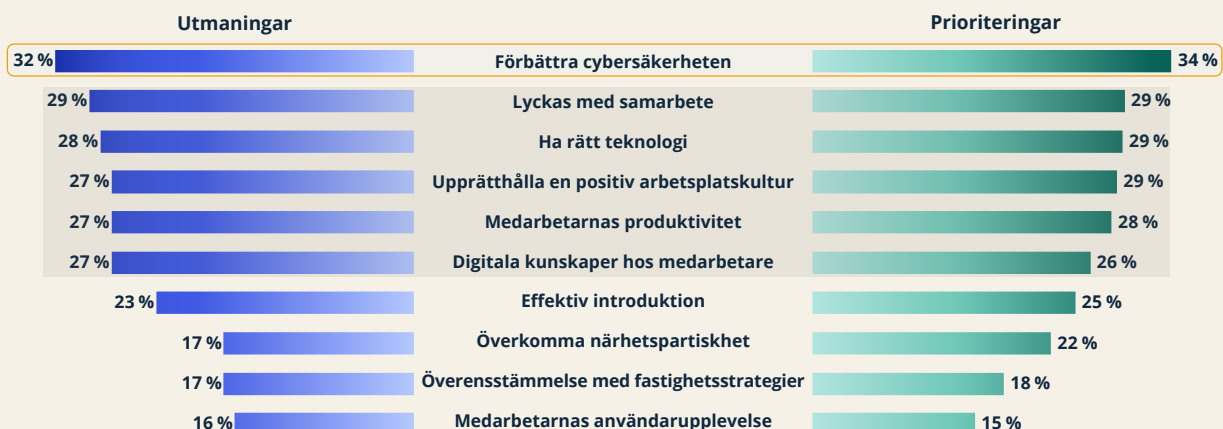 Utmaningar Prioriteringar
32 % Förbättra cybersäkerheten 34 %
29 % Lyckas med samarbete 29 %
28 % Ha rätt teknologi 29 %
27 % Upprätthålla en positiv arbetsplatskultur 29 %
27 % Medarbetarnas produktivitet 28 %
27 % Digitala kunskaper hos medarbetare 26 %
23 % Effektiv introduktion 25 %
17 % Överkomma närhetspartiskhet 22 %
17 % Överensstämmelse med fastighetsstrategier 18 %
16 % Medarbetarnas användarupplevelse 15 %